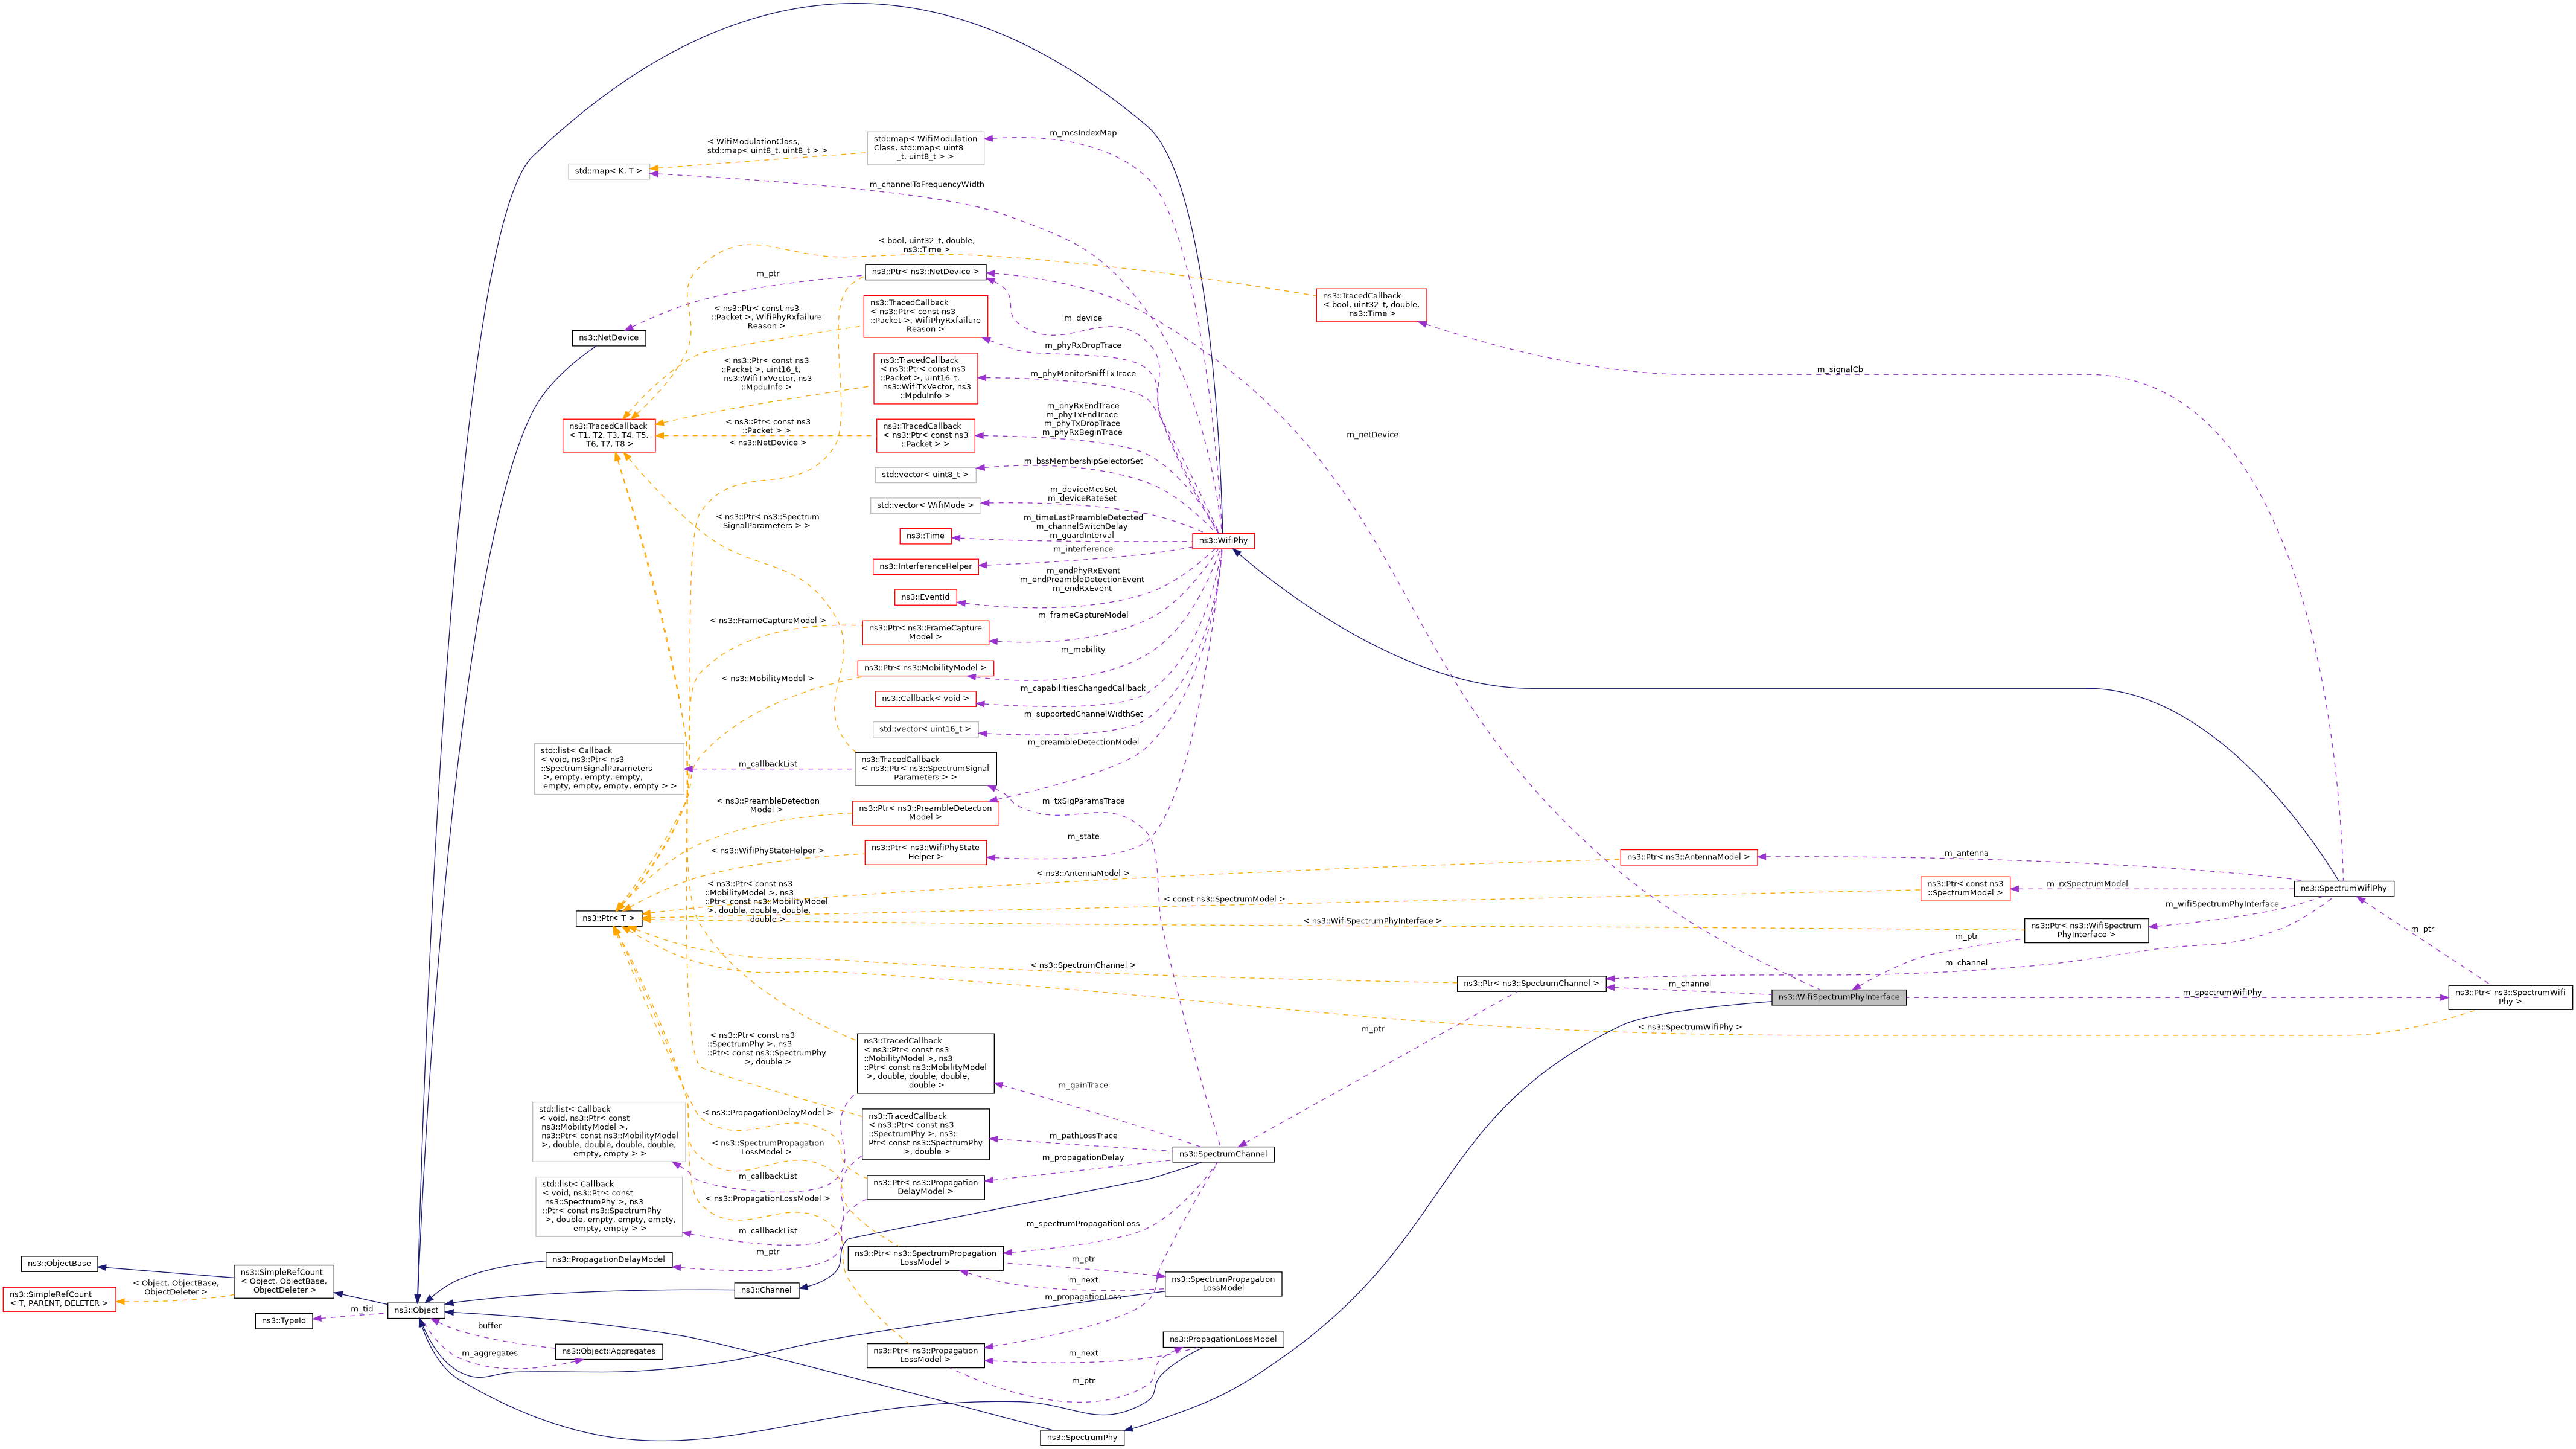 m_mcsIndexMap
< WifiModulationClass,
std::map< uint8_t, uint8_t > >
std::map< WifiModulation
Class, std::map< uint8
_t, uint8_t > >
std::map< K, T >
m_channelToFrequencyWidth
< bool, uint32_t, double,
ns3::Time >
m_ptr
ns3::Ptr< ns3::NetDevice >
ns3::TracedCallback
< bool, uint32_t, double,
ns3::Time >
ns3::TracedCallback
< ns3::Ptr< const ns3
::Packet >, WifiPhyRxfailure
Reason >
< ns3::Ptr< const ns3
::Packet >, WifiPhyRxfailure
Reason >
m_device
ns3::NetDevice
m_phyRxDropTrace
< ns3::Ptr< const ns3
::Packet >, uint16_t,
ns3::WifiTxVector, ns3
::MpduInfo >
ns3::TracedCallback
< ns3::Ptr< const ns3
::Packet >, uint16_t,
ns3::WifiTxVector, ns3
::MpduInfo >
m_phyMonitorSniffTxTrace
m_signalCb
m_phyRxEndTrace
m_phyTxEndTrace
m_phyTxDropTrace
m_phyRxBeginTrace
ns3::TracedCallback
< T1, T2, T3, T4, T5,
T6, T7, T8 >
< ns3::Ptr< const ns3
::Packet > >
< ns3::NetDevice >
ns3::TracedCallback
< ns3::Ptr< const ns3
::Packet > >
m_netDevice
m_bssMembershipSelectorSet
std::vector< uint8_t >
m_deviceMcsSet
m_deviceRateSet
std::vector< WifiMode >
< ns3::Ptr< ns3::Spectrum
SignalParameters > >
m_timeLastPreambleDetected
m_channelSwitchDelay
m_guardInterval
ns3::Time
ns3::WifiPhy
m_interference
ns3::InterferenceHelper
m_endPhyRxEvent
m_endPreambleDetectionEvent
m_endRxEvent
ns3::EventId
m_frameCaptureModel
< ns3::FrameCaptureModel >
ns3::Ptr< ns3::FrameCapture
Model >
m_mobility
ns3::Ptr< ns3::MobilityModel >
< ns3::MobilityModel >
m_capabilitiesChangedCallback
ns3::Callback< void >
m_supportedChannelWidthSet
std::vector< uint16_t >
m_preambleDetectionModel
std::list< Callback
< void, ns3::Ptr< ns3
::SpectrumSignalParameters
>, empty, empty, empty,
empty, empty, empty, empty > >
m_callbackList
ns3::TracedCallback
< ns3::Ptr< ns3::SpectrumSignal
Parameters > >
m_txSigParamsTrace
< ns3::PreambleDetection
Model >
ns3::Ptr< ns3::PreambleDetection
Model >
m_state
< ns3::WifiPhyStateHelper >
ns3::Ptr< ns3::WifiPhyState
Helper >
< ns3::AntennaModel >
ns3::Ptr< ns3::AntennaModel >
m_antenna
< ns3::Ptr< const ns3
::MobilityModel >, ns3
::Ptr< const ns3::MobilityModel
>, double, double, double,
double >
ns3::Ptr< T >
< const ns3::SpectrumModel >
ns3::Ptr< const ns3
::SpectrumModel >
m_rxSpectrumModel
ns3::SpectrumWifiPhy
m_wifiSpectrumPhyInterface
< ns3::WifiSpectrumPhyInterface >
ns3::Ptr< ns3::WifiSpectrum
PhyInterface >
m_ptr
m_ptr
< ns3::SpectrumChannel >
m_channel
ns3::Ptr< ns3::SpectrumChannel >
m_channel
ns3::WifiSpectrumPhyInterface
m_spectrumWifiPhy
ns3::Ptr< ns3::SpectrumWifi
Phy >
m_ptr
< ns3::SpectrumWifiPhy >
< ns3::Ptr< const ns3
::SpectrumPhy >, ns3
::Ptr< const ns3::SpectrumPhy
>, double >
ns3::TracedCallback
< ns3::Ptr< const ns3
::MobilityModel >, ns3
::Ptr< const ns3::MobilityModel
>, double, double, double,
double >
m_gainTrace
std::list< Callback
< void, ns3::Ptr< const
ns3::MobilityModel >,
ns3::Ptr< const ns3::MobilityModel
>, double, double, double, double,
empty, empty > >
< ns3::PropagationDelayModel >
ns3::TracedCallback
< ns3::Ptr< const ns3
::SpectrumPhy >, ns3::
Ptr< const ns3::SpectrumPhy
>, double >
m_pathLossTrace
< ns3::SpectrumPropagation
LossModel >
ns3::SpectrumChannel
m_propagationDelay
m_callbackList
std::list< Callback
< void, ns3::Ptr< const
ns3::SpectrumPhy >, ns3
::Ptr< const ns3::SpectrumPhy
>, double, empty, empty, empty,
empty, empty > >
ns3::Ptr< ns3::Propagation
DelayModel >
< ns3::PropagationLossModel >
m_spectrumPropagationLoss
m_callbackList
m_ptr
ns3::Ptr< ns3::SpectrumPropagation
LossModel >
m_ptr
m_next
ns3::SpectrumPropagation
LossModel
ns3::PropagationDelayModel
ns3::ObjectBase
ns3::SimpleRefCount
< Object, ObjectBase,
ObjectDeleter >
< Object, ObjectBase,
ObjectDeleter >
ns3::SimpleRefCount
< T, PARENT, DELETER >
ns3::Channel
m_propagationLoss
ns3::Object
m_tid
ns3::TypeId
buffer
m_aggregates
ns3::Object::Aggregates
ns3::PropagationLossModel
ns3::Ptr< ns3::Propagation
LossModel >
m_next
m_ptr
ns3::SpectrumPhy